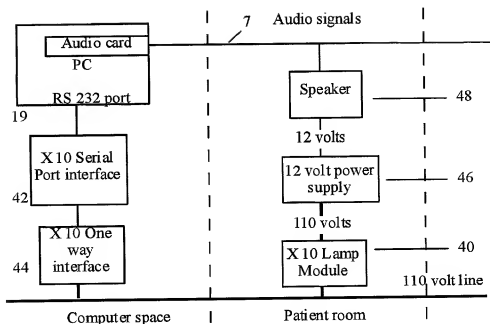 7
Audio signals
Audio card
PC
RS 232 port
19
Speaker
48
12 volts
X 10 Serial
Port interface
42
12 volt power
supply
46
110 volts
X 10 One
way
interface
44
X 10 Lamp
Module
40
110 volt line
Computer space
Patient room